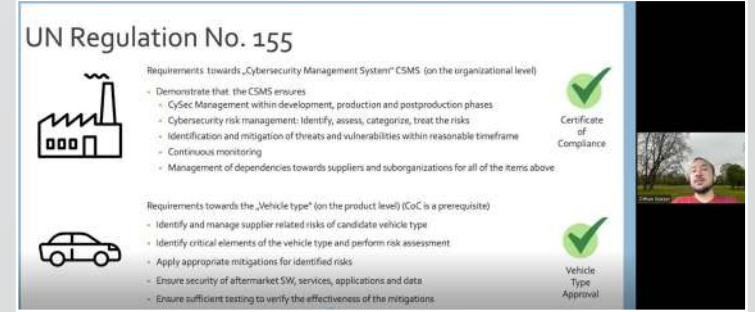 UN Regulation No. 155
Requirements towards „Cybersecurity Management System" CSMS (on the organizational level)
- Demonstrate that the CSMS ensures
- CySec Management within development, production and postproduction phases
- Cybersecurity risk management: Identify, assess, categorize, treat the risks
- Identification and mitigation of threats and vulnerabilities within reasonable timeframe
- Continuous monitoring
- Management of dependencies towards suppliers and suborganizations for all of the items above
Certificate
of
Compliance
Requirements towards the „Vehicle type" (on the product level) (CoC is a prerequisite)
- Identify and manage supplier related risks of candidate vehicle type
- Identify critical elements of the vehicle type and perform risk assessment
- Apply appropriate mitigations for identified risks
- Ensure security of aftermarket SW, services, applications and data
- Ensure sufficient testing to verify the effectiveness of the mitigations
Vehicle
Type
Approval